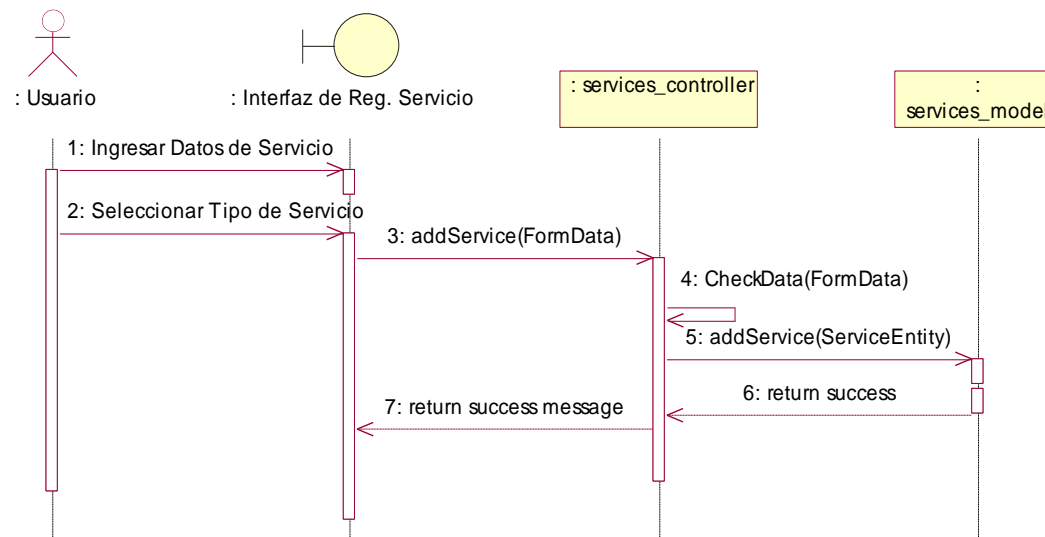 : Usuario
: Interfaz de Reg. Servicio
: services_controller
:
services_model
1: Ingresar Datos de Servicio
2: Seleccionar Tipo de Servicio
3: addService(FormData)
4: CheckData(FormData)
5: addService(ServiceEntity)
6: return success
7: return success message